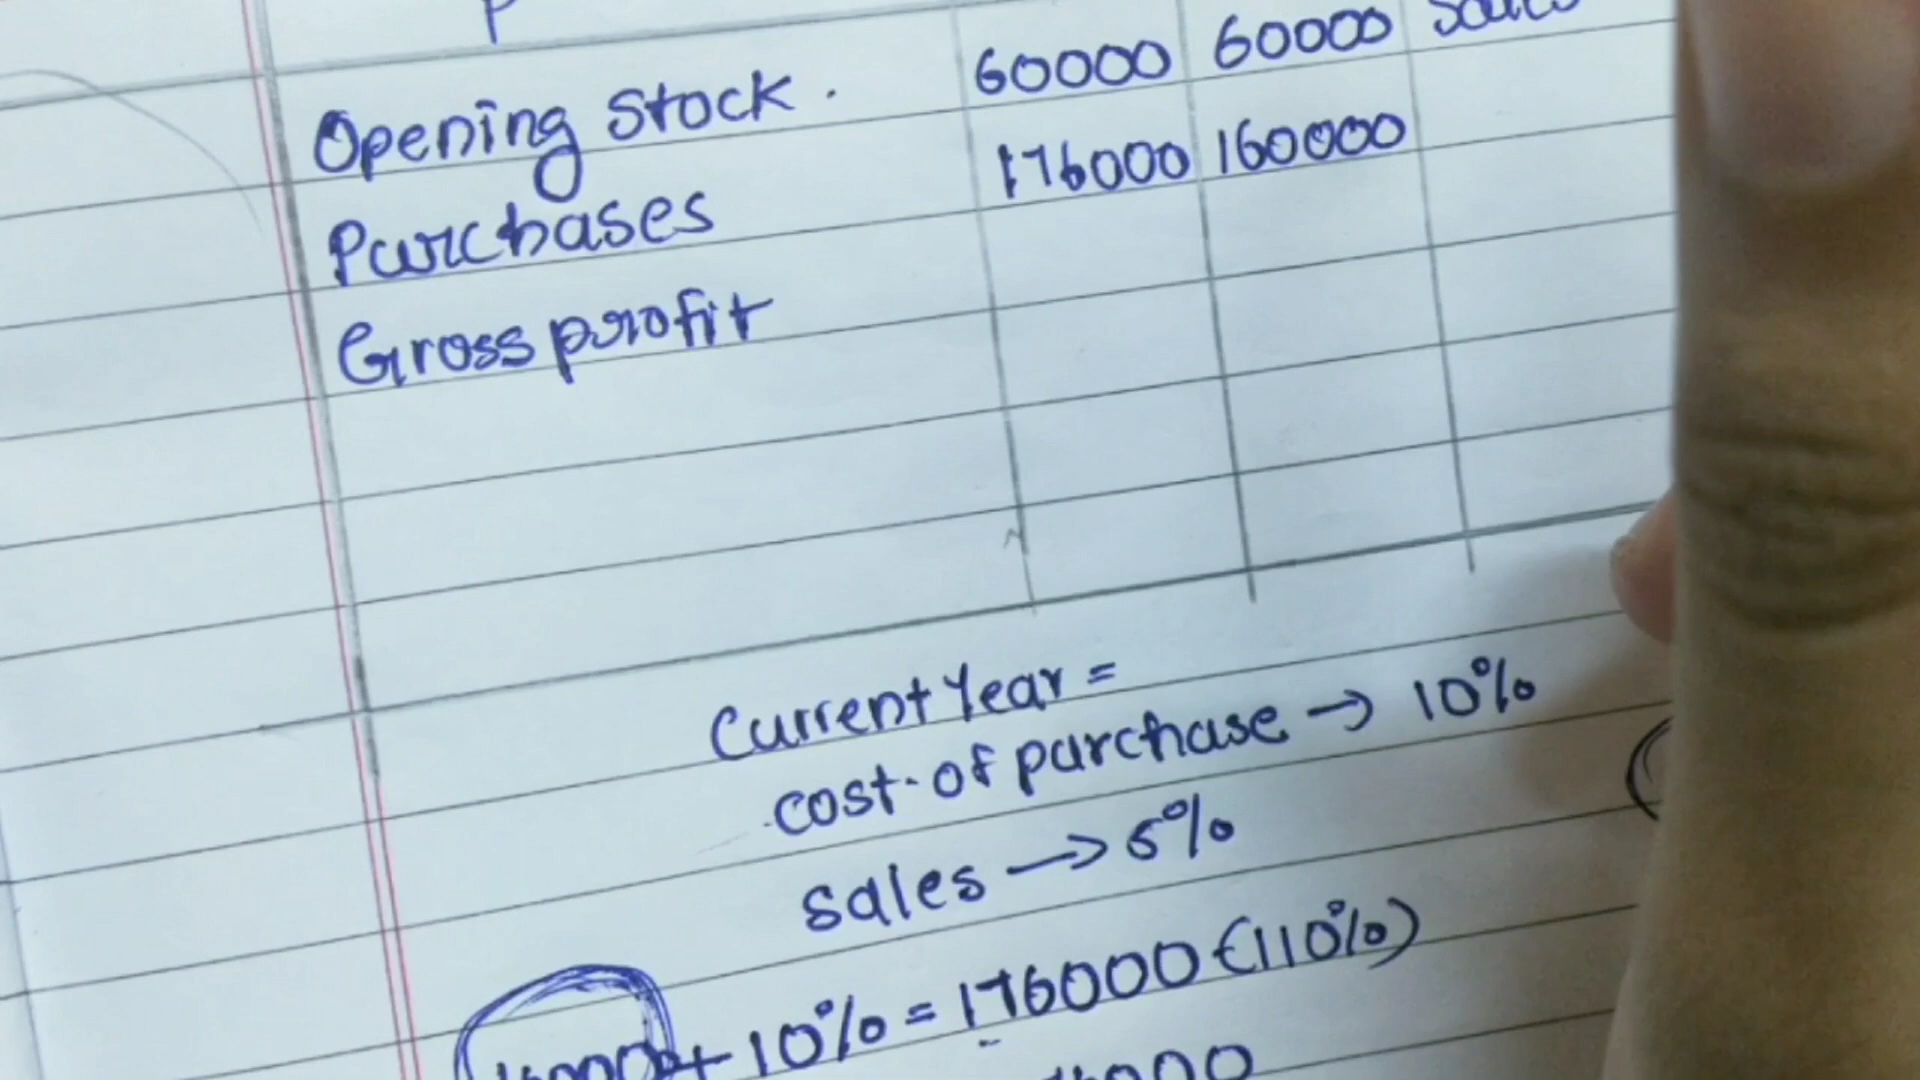 Opening Stock. 60000 60000
Purchases 176000 160000
Gross profit
Current Year =
cost. of purchase → 10%
sales → 5%
+ 10% = 176000 (110%)